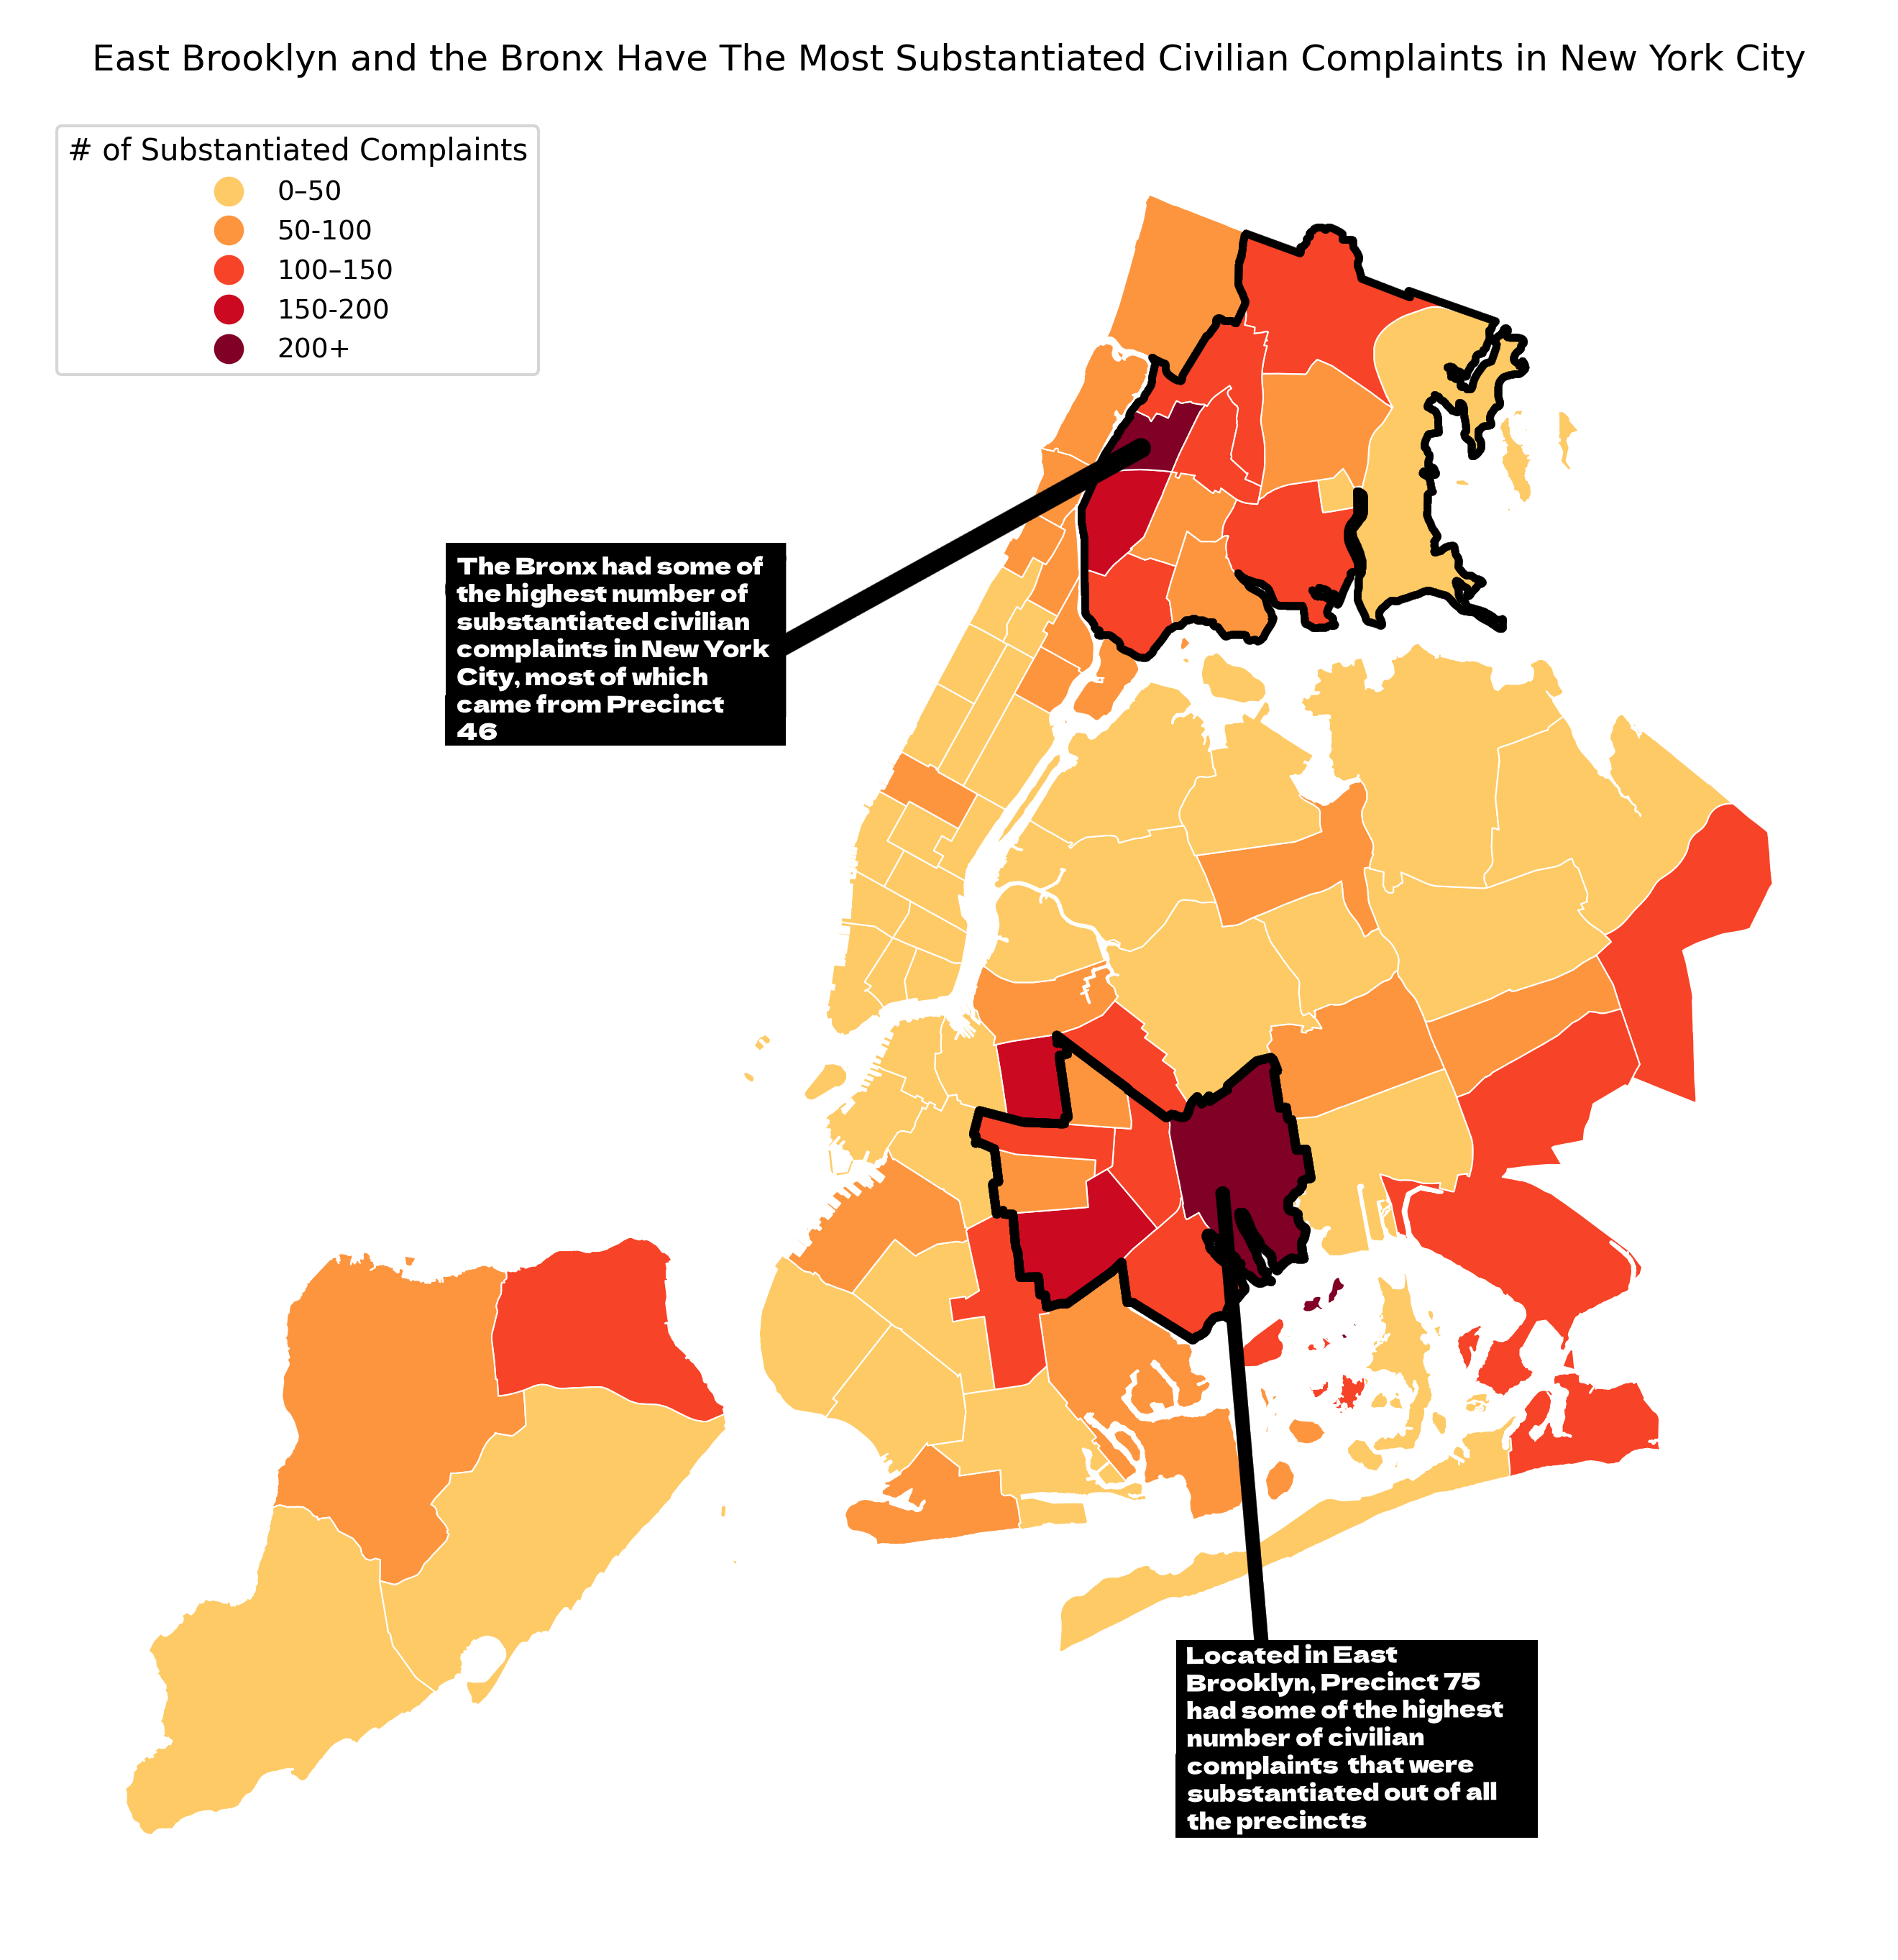 East Brooklyn and the Bronx Have The Most Substantiated Civilian Complaints in New York City
# of Substantiated Complaints
0–50
50-100
100–150
150-200
200+
The Bronx had some of
the highest number of
substantiated civilian
complaints in New York
City, most of which
came from Precinct
46
Located in East
Brooklyn, Precinct 75
had some of the highest
number of civilian
complaints  that were
substantiated out of all
the precincts